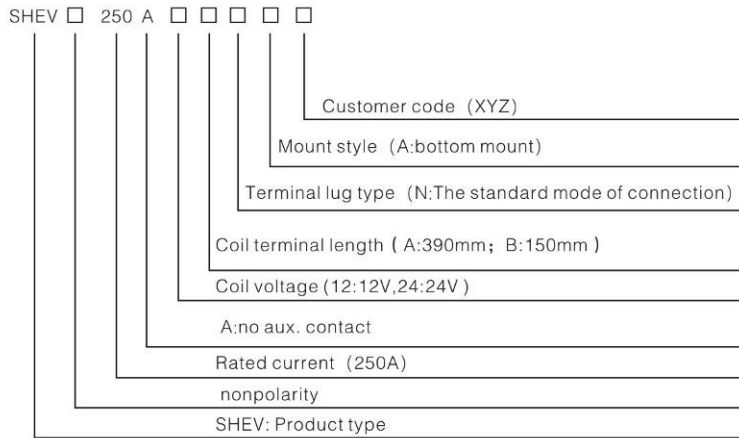 SHEV □ 250 A □ □ □ □ □
Customer code (XYZ)
Mount style (A:bottom mount)
Terminal lug type (N:The standard mode of connection)
Coil terminal length ( A:390mm; B:150mm )
Coil voltage (12:12V,24:24V )
A:no aux. contact
Rated current (250A)
nonpolarity
SHEV: Product type